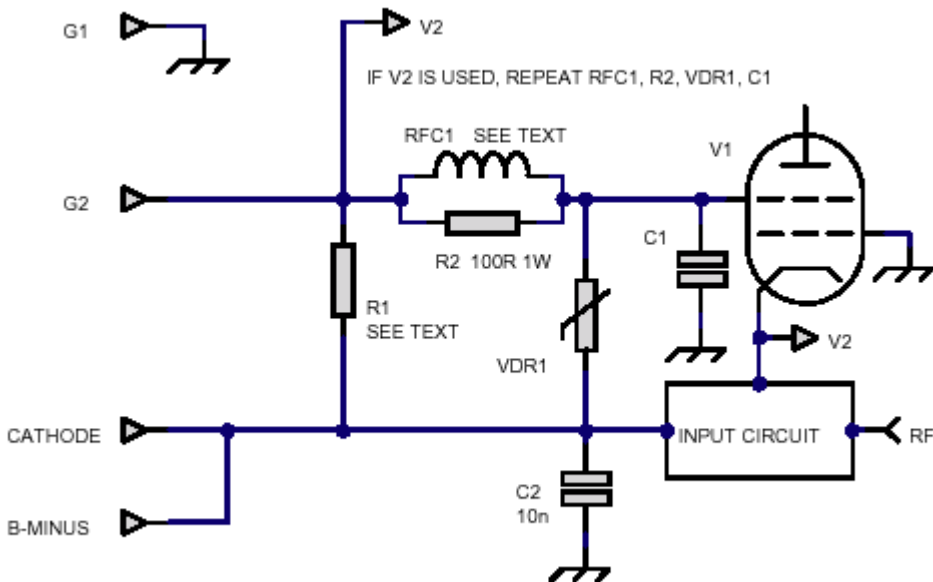 G1
V2
IF V2 IS USED, REPEAT RFC1, R2, VDR1, C1
RFC1 SEE TEXT
V1
G2
C1
R2 100R 1W
R1
SEE TEXT
VDR1
V2
CATHODE
INPUT CIRCUIT
RF
C2
10n
B-MINUS